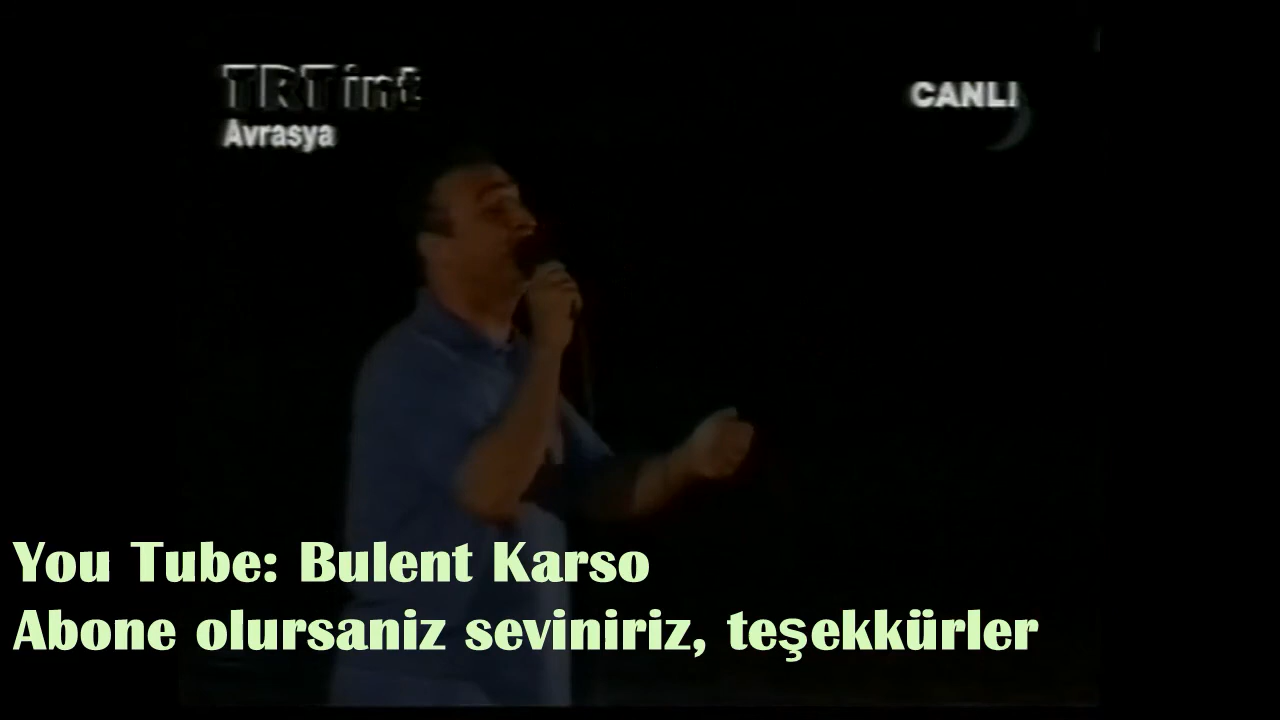 TRT int
Avrasya
CANLI
You Tube: Bulent Karso
Abone olursaniz seviniriz, teşekkürler